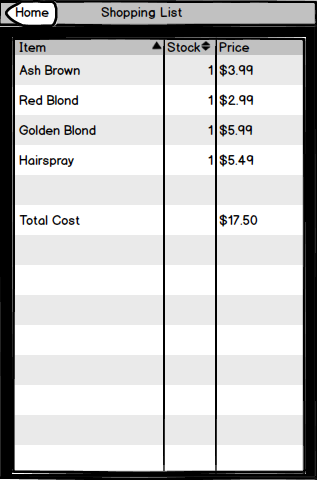 Home Shopping List
Item Stock Price
Ash Brown 1 $3.99
Red Blond 1 $2.99
Golden Blond 1 $5.99
Hairspray 1 $5.49
Total Cost $17.50